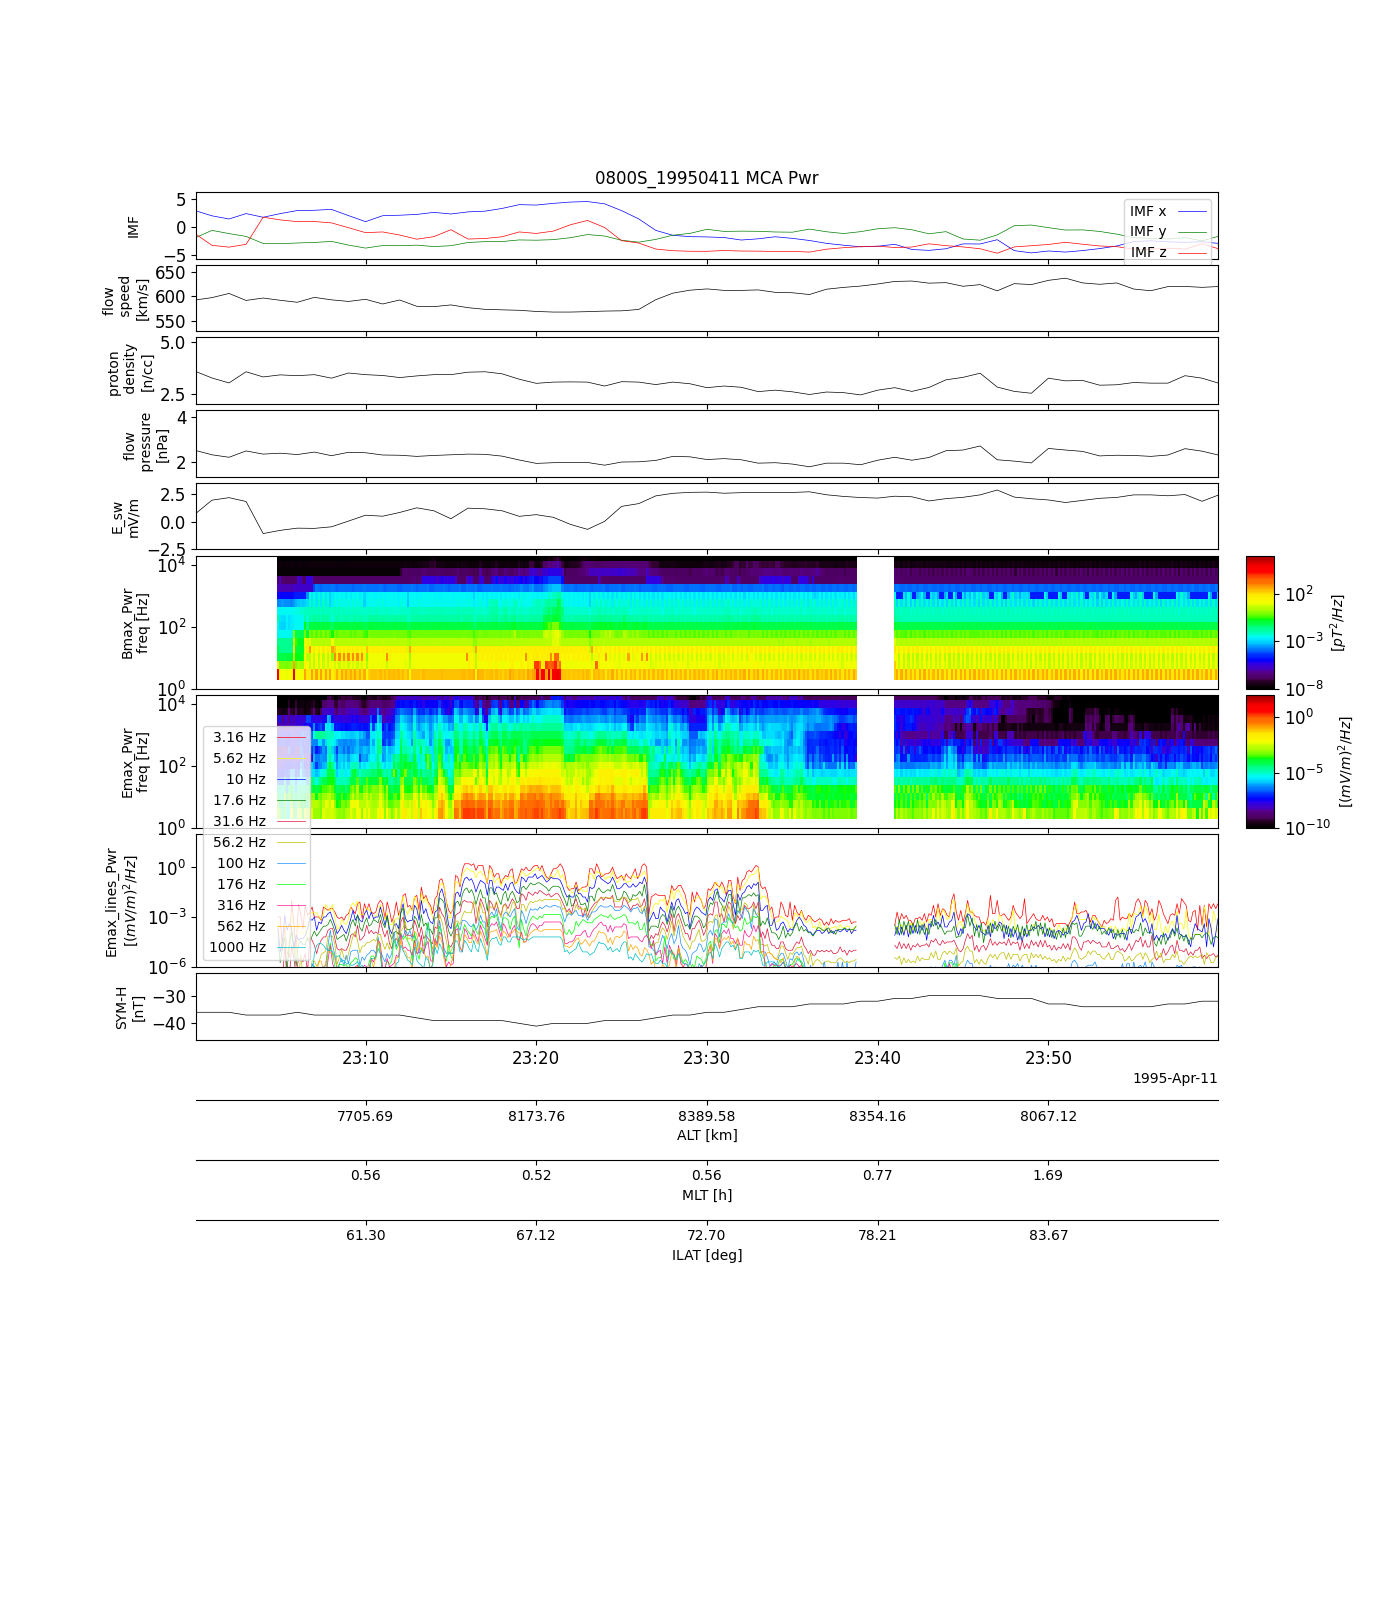 0800S_19950411 MCA Pwr
5
0
−5
IMF
IMF x
IMF y
IMF z
650
600
550
flow
speed
[km/s]
5.0
2.5
proton
density
[n/cc]
4
2
flow
pressure
[nPa]
2.5
0.0
−2.5
E_sw
mV/m
10^4
10^2
10^0
Bmax_Pwr
freq [Hz]
10^2
10^−3
10^−8
[pT^2/Hz]
10^4
10^2
10^0
Emax_Pwr
freq [Hz]
10^0
10^−5
10^−10
[(mV/m)^2/Hz]
3.16 Hz
5.62 Hz
10 Hz
17.6 Hz
31.6 Hz
56.2 Hz
100 Hz
176 Hz
316 Hz
562 Hz
1000 Hz
10^0
10^−3
10^−6
Emax_lines_Pwr
[(mV/m)^2/Hz]
−30
−40
SYM-H
[nT]
23:10 23:20 23:30 23:40 23:50
1995-Apr-11
7705.69 8173.76 8389.58 8354.16 8067.12
ALT [km]
0.56 0.52 0.56 0.77 1.69
MLT [h]
61.30 67.12 72.70 78.21 83.67
ILAT [deg]